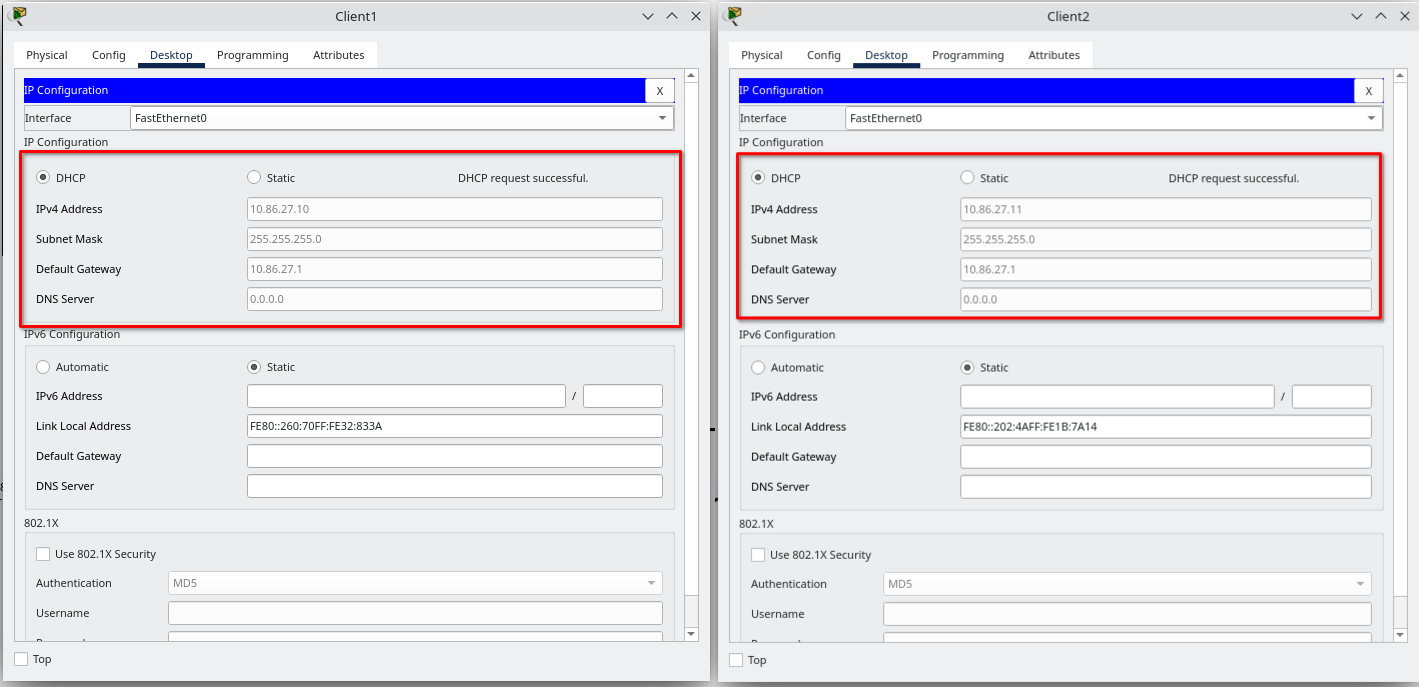 Client1
Physical Config Desktop Programming Attributes
IP Configuration X
Interface FastEthernet0
IP Configuration
DHCP Static DHCP request successful.
IPv4 Address 10.86.27.10
Subnet Mask 255.255.255.0
Default Gateway 10.86.27.1
DNS Server 0.0.0.0
IPv6 Configuration
Automatic Static
IPv6 Address /
Link Local Address FE80::260:70FF:FE32:833A
Default Gateway
DNS Server
802.1X
Use 802.1X Security
Authentication MD5
Username
Top
Client2
Physical Config Desktop Programming Attributes
IP Configuration X
Interface FastEthernet0
IP Configuration
DHCP Static DHCP request successful.
IPv4 Address 10.86.27.11
Subnet Mask 255.255.255.0
Default Gateway 10.86.27.1
DNS Server 0.0.0.0
IPv6 Configuration
Automatic Static
IPv6 Address /
Link Local Address FE80::202:4AFF:FE1B:7A14
Default Gateway
DNS Server
802.1X
Use 802.1X Security
Authentication MD5
Username
Top